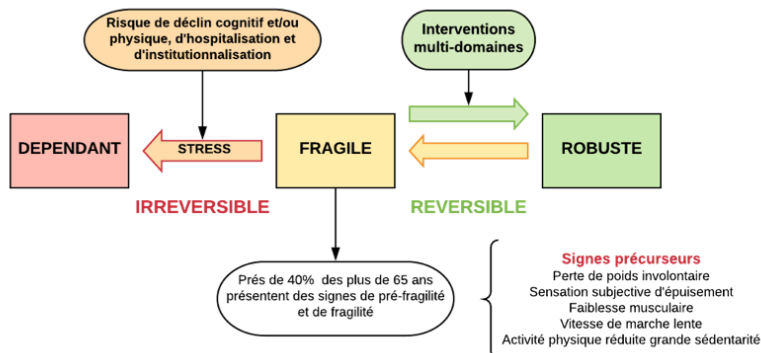 Risque de déclin cognitif et/ou
physique, d'hospitalisation et
d'institutionnalisation
Interventions
multi-domaines
DEPENDANT
STRESS
FRAGILE
ROBUSTE
IRREVERSIBLE
REVERSIBLE
Prés de 40% des plus de 65 ans
présentent des signes de pré-fragilité
et de fragilité
Signes précurseurs
Perte de poids involontaire
Sensation subjective d'épuisement
Faiblesse musculaire
Vitesse de marche lente
Activité physique réduite grande sédentarité